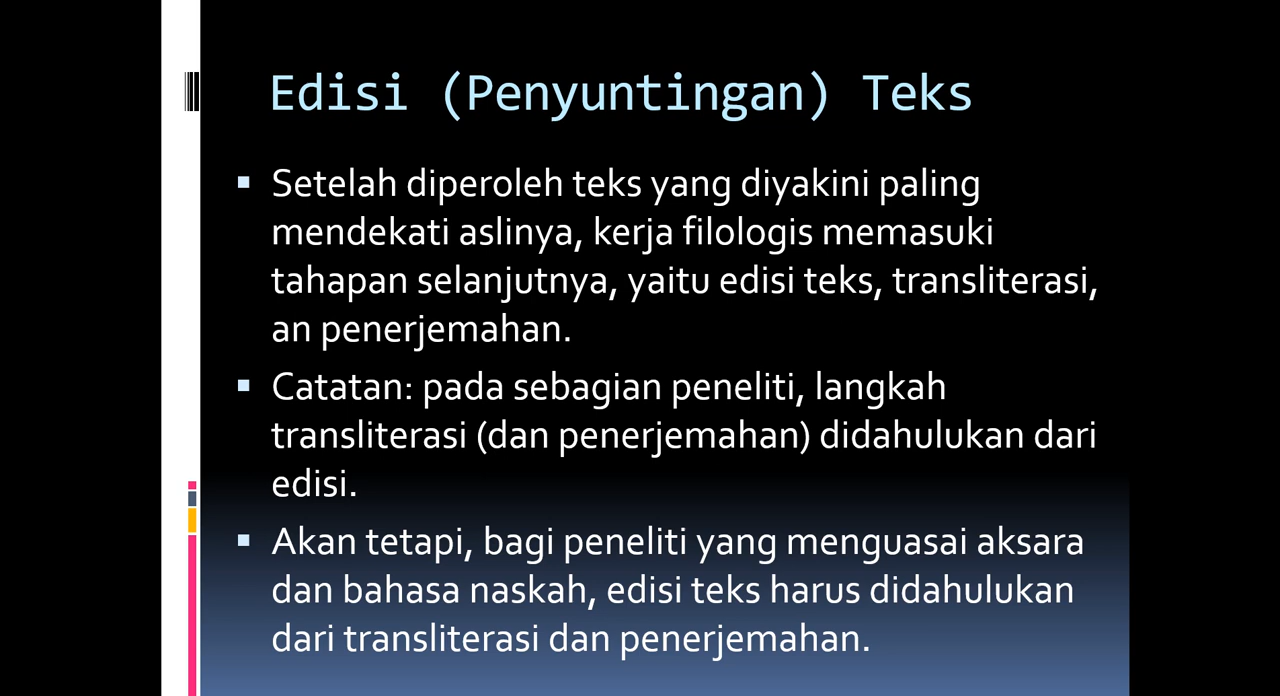 Edisi (Penyuntingan) Teks
Setelah diperoleh teks yang diyakini paling
mendekati aslinya, kerja filologis memasuki
tahapan selanjutnya, yaitu edisi teks, transliterasi,
an penerjemahan.
Catatan: pada sebagian peneliti, langkah
transliterasi (dan penerjemahan) didahulukan dari
edisi.
Akan tetapi, bagi peneliti yang menguasai aksara
dan bahasa naskah, edisi teks harus didahulukan
dari transliterasi dan penerjemahan.